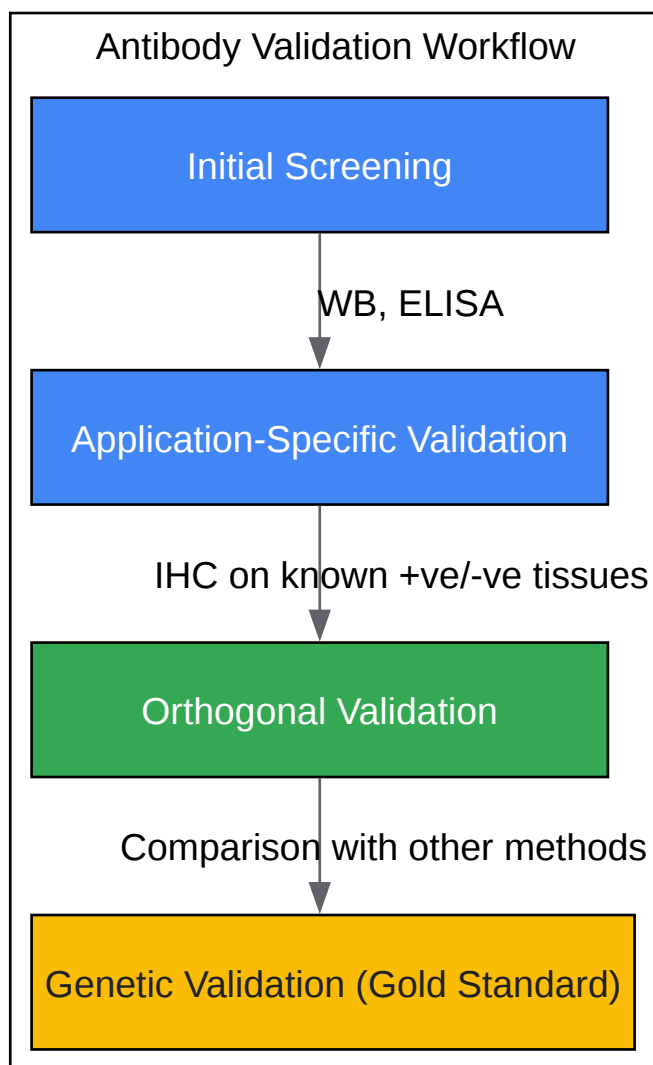 Antibody Validation Workflow
Initial Screening
WB, ELISA
Application-Specific Validation
IHC on known +ve/-ve tissues
Orthogonal Validation
Comparison with other methods
Genetic Validation (Gold Standard)